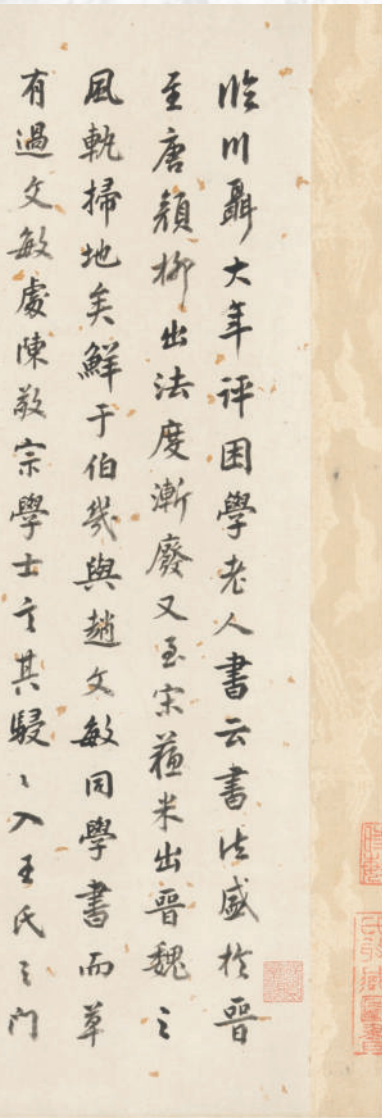 臨川聶大年評困學老人書云書法盛於晉
至唐顏柳出法度漸廢又至宋蘇米出晉魏之
風軌掃地矣鮮于伯幾與趙文敏同學書而草
有過文敏處陳敬宗學士言其駸〻入王氏之門